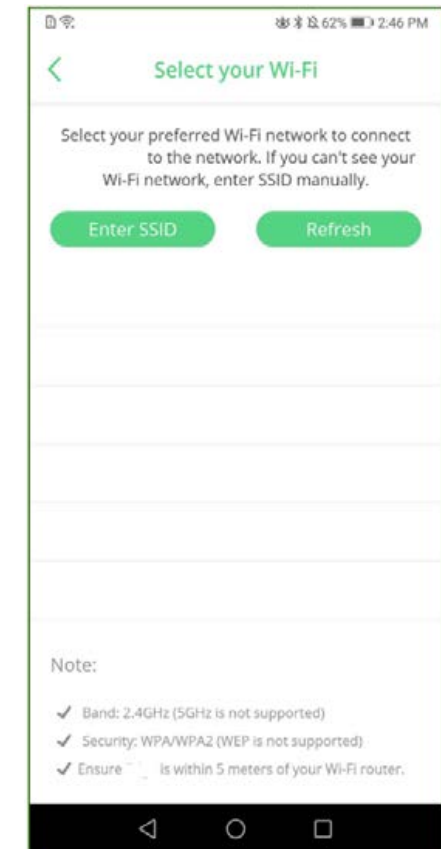 62% 2:46 PM
Select your Wi-Fi
Select your preferred Wi-Fi network to connect
to the network. If you can't see your
Wi-Fi network, enter SSID manually.
Enter SSID Refresh
Note:
✓ Band: 2.4GHz (5GHz is not supported)
✓ Security: WPA/WPA2 (WEP is not supported)
✓ Ensure is within 5 meters of your Wi-Fi router.